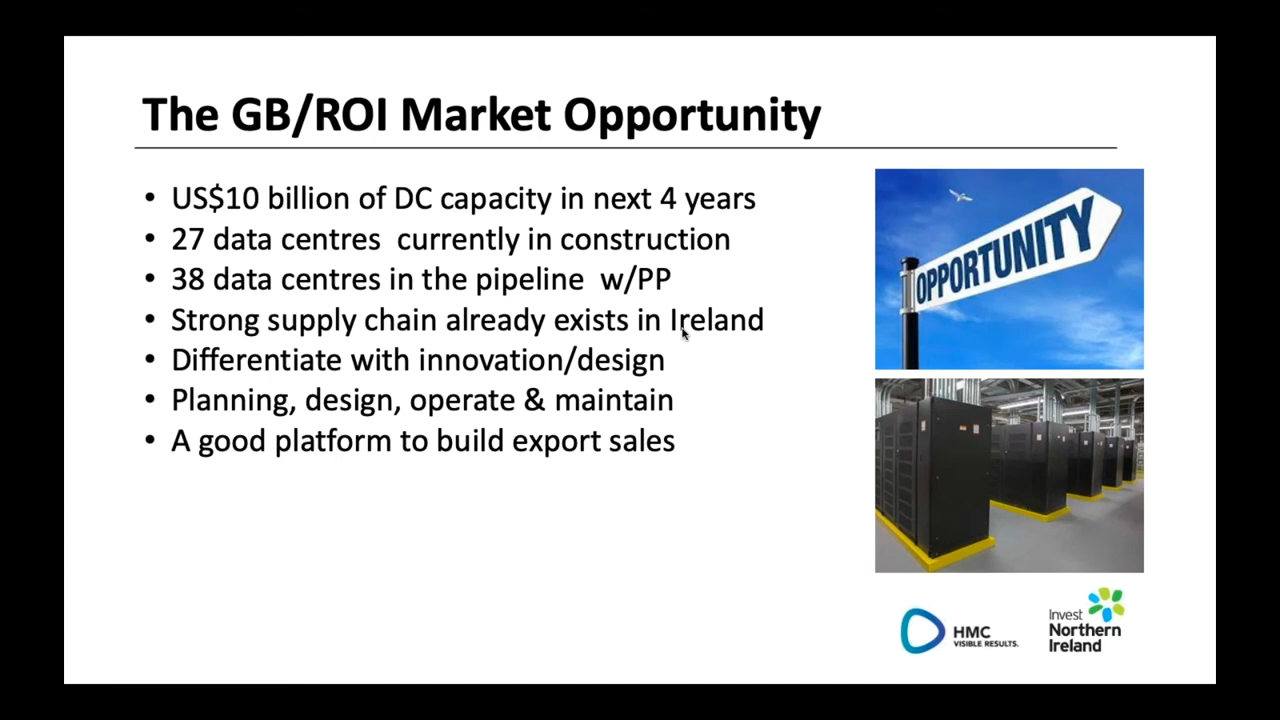 The GB/ROI Market Opportunity
• US$10 billion of DC capacity in next 4 years
• 27 data centres  currently in construction
• 38 data centres in the pipeline  w/PP
• Strong supply chain already exists in Ireland
• Differentiate with innovation/design
• Planning, design, operate & maintain
• A good platform to build export sales
OPPORTUNITY
HMC
VISIBLE RESULTS.
Invest
Northern
Ireland